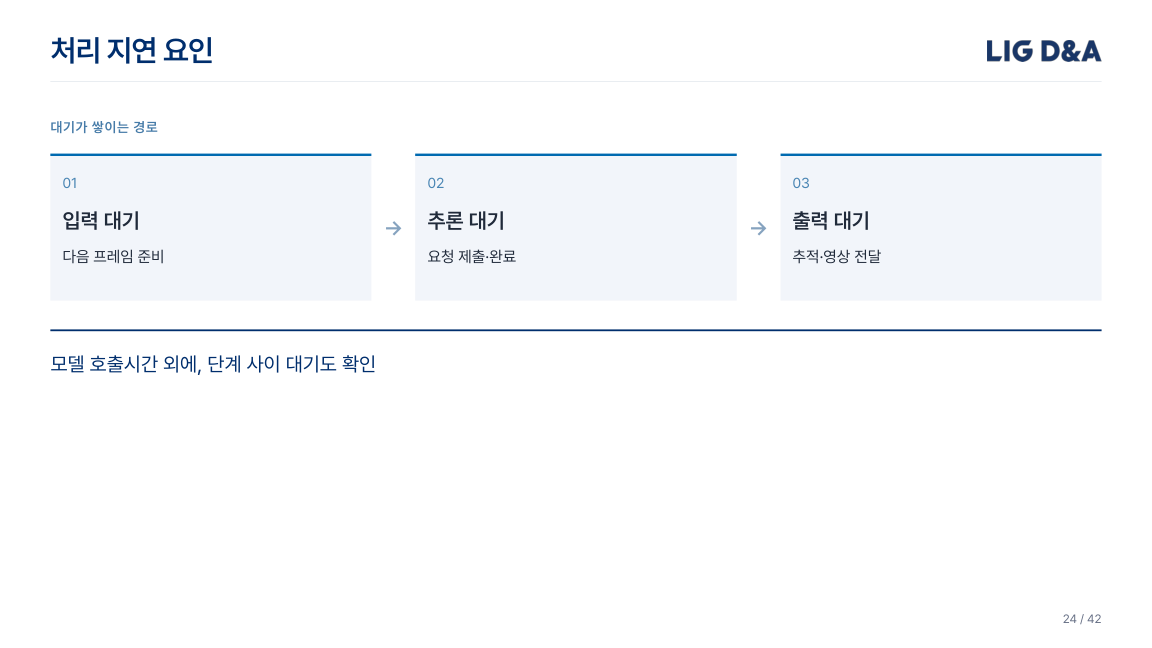 처리 지연 요인
LIG D&A
대기가 쌓이는 경로
01
입력 대기
다음 프레임 준비
→
02
추론 대기
요청 제출·완료
→
03
출력 대기
추적·영상 전달
모델 호출시간 외에, 단계 사이 대기도 확인
24 / 42